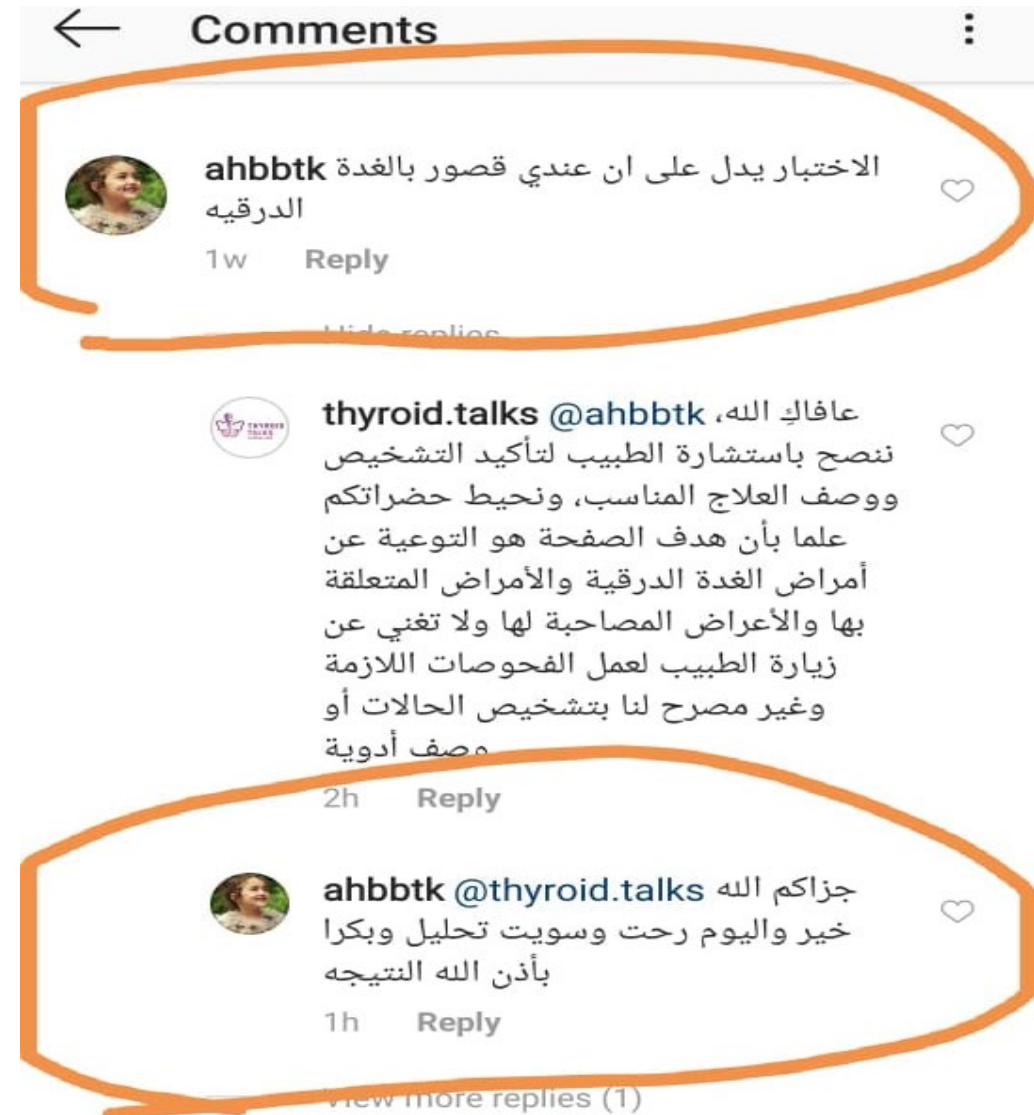 Comments
ahbbtk الاختبار يدل على ان عندي قصور بالغدة
الدرقيه
1w Reply
Hide replies
thyroid.talks @ahbbtk عافاكِ الله،
ننصح باستشارة الطبيب لتأكيد التشخيص
ووصف العلاج المناسب، ونحيط حضراتكم
علما بأن هدف الصفحة هو التوعية عن
أمراض الغدة الدرقية والأمراض المتعلقة
بها والأعراض المصاحبة لها ولا تغني عن
زيارة الطبيب لعمل الفحوصات اللازمة
وغير مصرح لنا بتشخيص الحالات أو
وصف أدوية
2h Reply
ahbbtk @thyroid.talks جزاكم الله
خير واليوم رحت وسويت تحليل وبكرا
بأذن الله النتيجه
1h Reply
View more replies (1)